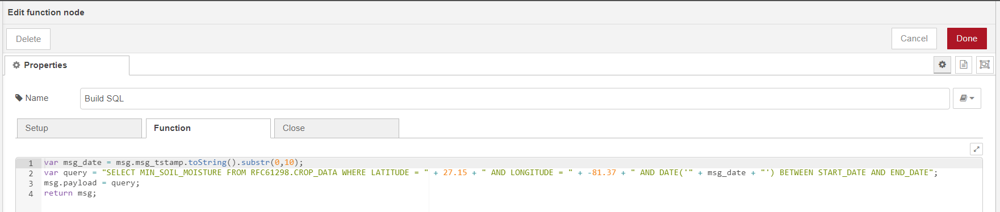 Edit function node
Delete
Cancel
Done
Properties
Name
Build SQL
Setup
Function
Close
1 var msg_date = msg.msg_tstamp.toString().substr(0,10);
2 var query = "SELECT MIN_SOIL_MOISTURE FROM RFC61298.CROP_DATA WHERE LATITUDE = " + 27.15 + " AND LONGITUDE = " + -81.37 + " AND DATE('" + msg_date + "') BETWEEN START_DATE AND END_DATE";
3 msg.payload = query;
4 return msg;